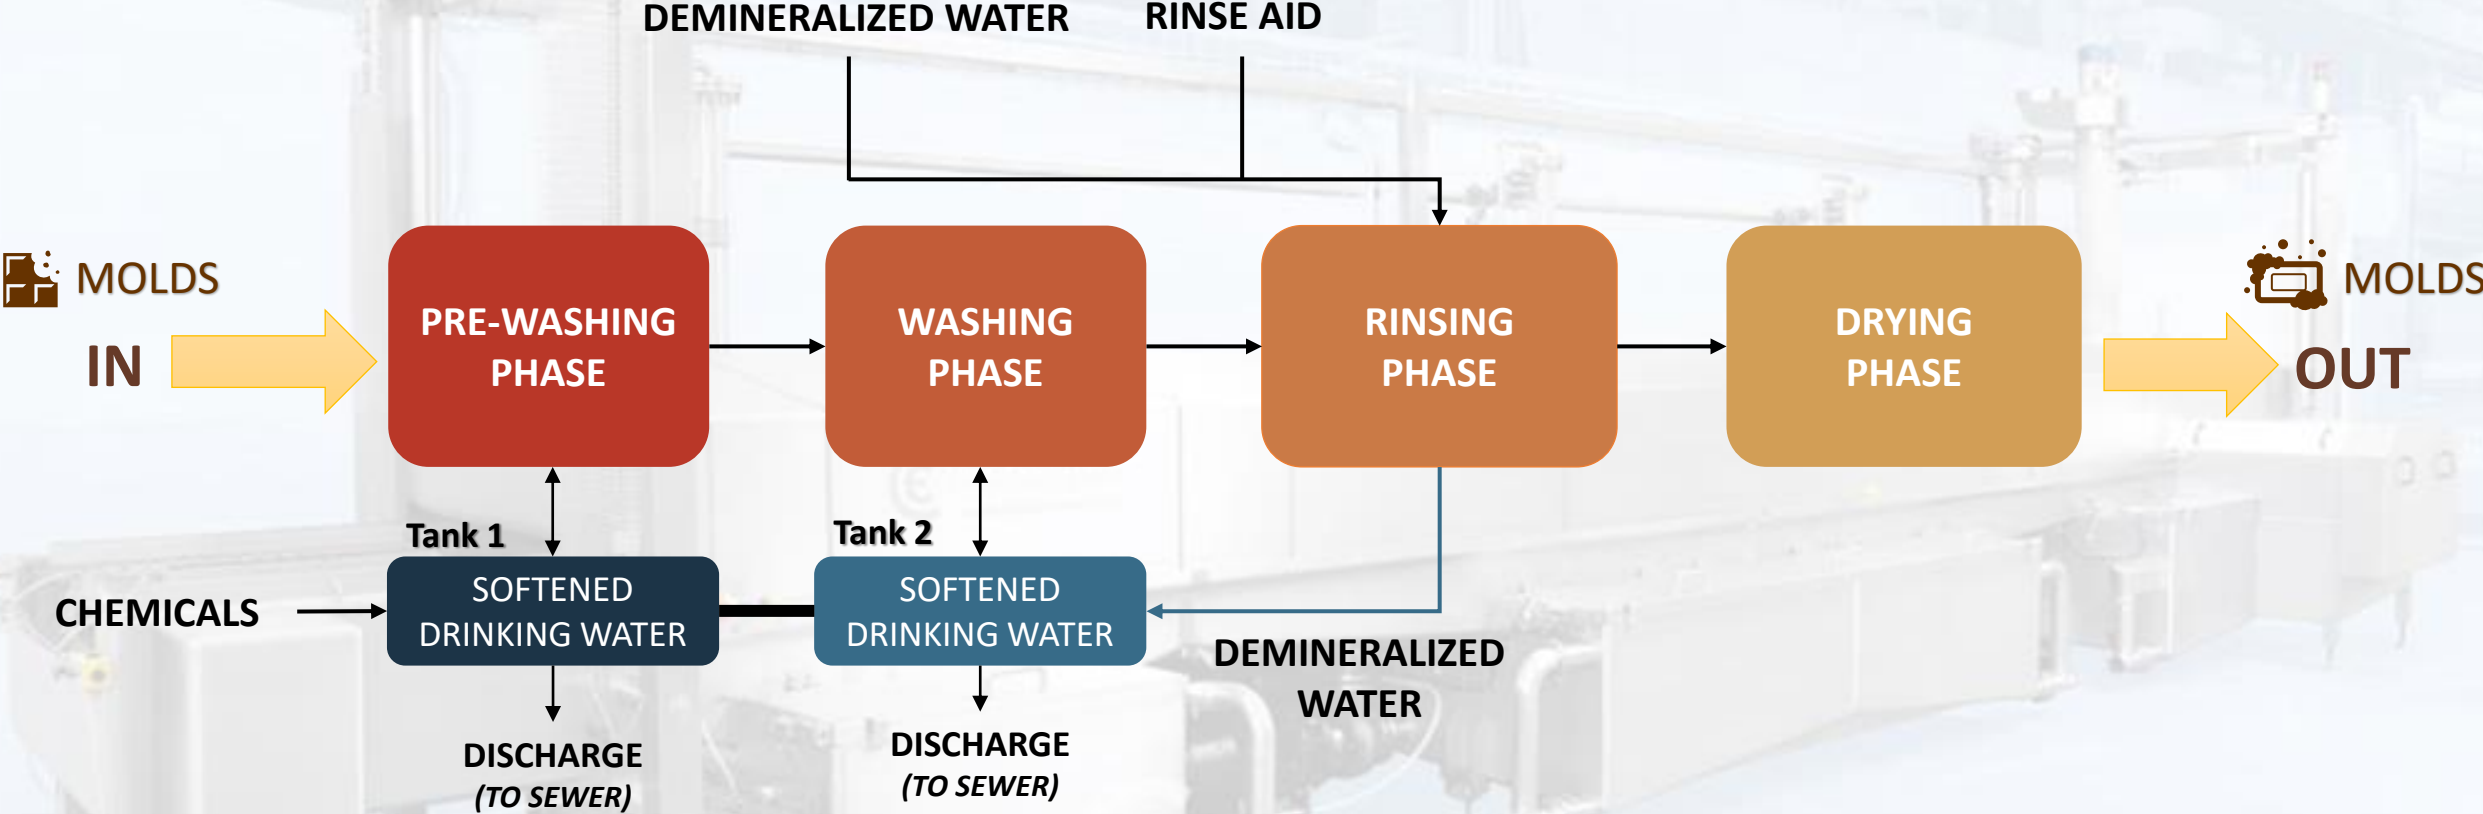 DEMINERALIZED WATER
RINSE AID
MOLDS
IN
PRE-WASHING
PHASE
WASHING
PHASE
RINSING
PHASE
DRYING
PHASE
MOLDS
OUT
Tank 1
Tank 2
CHEMICALS
SOFTENED
DRINKING WATER
SOFTENED
DRINKING WATER
DEMINERALIZED
WATER
DISCHARGE
(TO SEWER)
DISCHARGE
(TO SEWER)